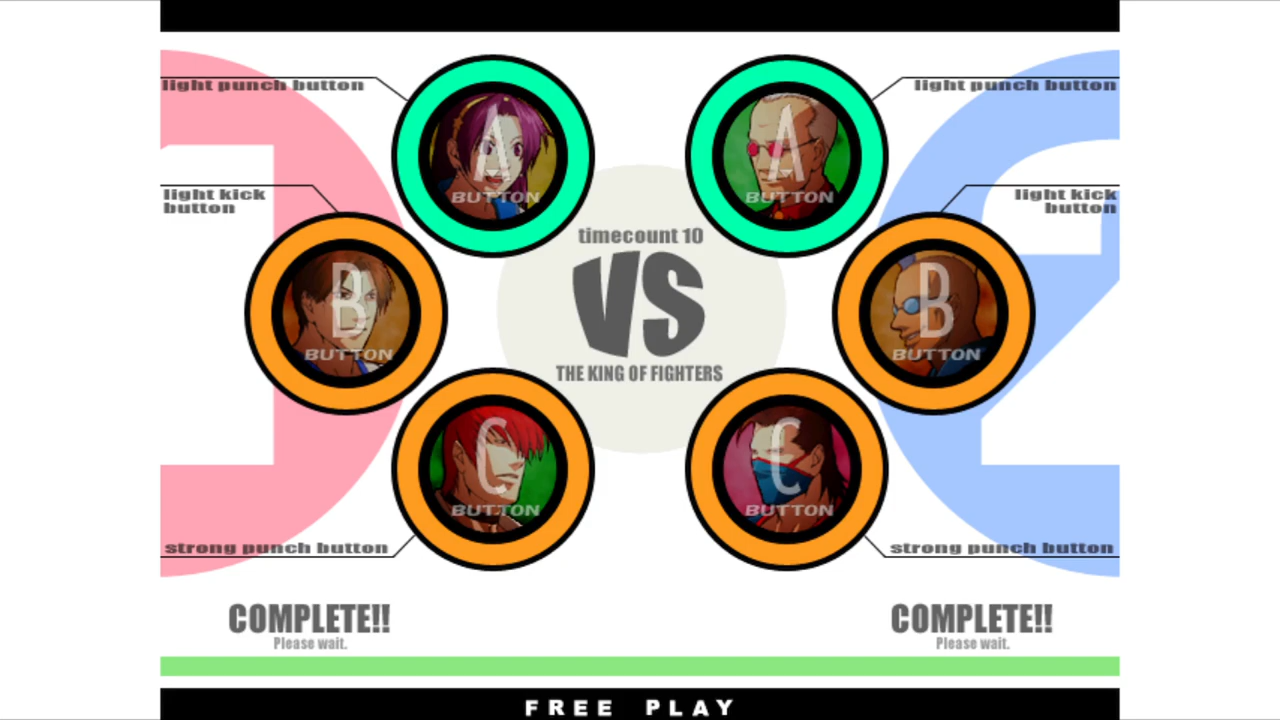 light punch button
light punch button
A
BUTTON
A
BUTTON
light kick
button
light kick
button
timecount 10
VS
THE KING OF FIGHTERS
B
BUTTON
B
BUTTON
C
BUTTON
C
BUTTON
strong punch button
strong punch button
COMPLETE!!
Please wait.
COMPLETE!!
Please wait.
FREE PLAY
1
2